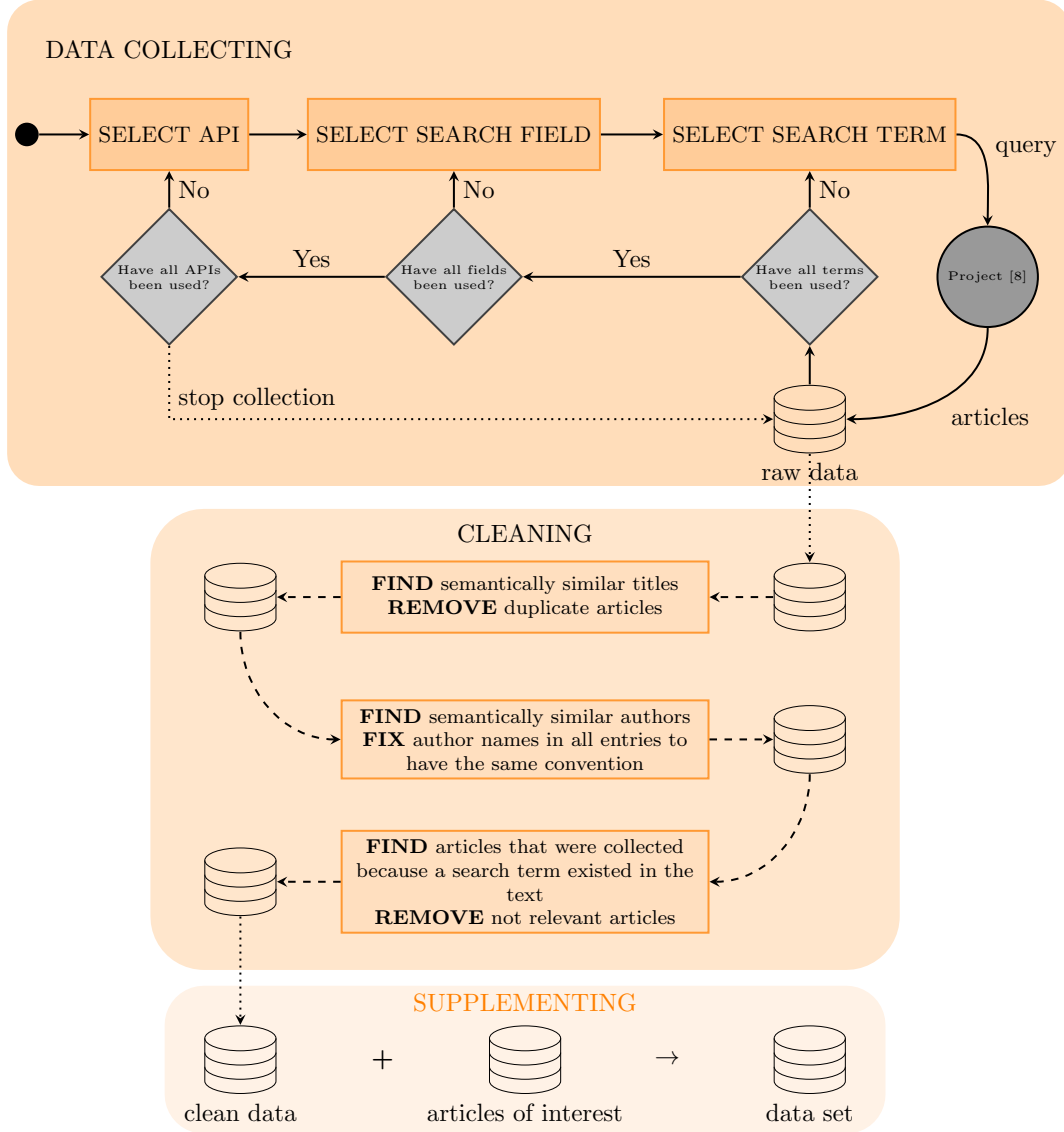 DATA COLLECTING
SELECT API
SELECT SEARCH FIELD
SELECT SEARCH TERM
query
No
No
No
Have all APIs
been used?
Yes
Have all fields
been used?
Yes
Have all terms
been used?
Project [8]
stop collection
articles
raw data
CLEANING
FIND semantically similar titles
REMOVE duplicate articles
FIND semantically similar authors
FIX author names in all entries to
have the same convention
FIND articles that were collected
because a search term existed in the
text
REMOVE not relevant articles
SUPPLEMENTING
+
→
clean data
articles of interest
data set